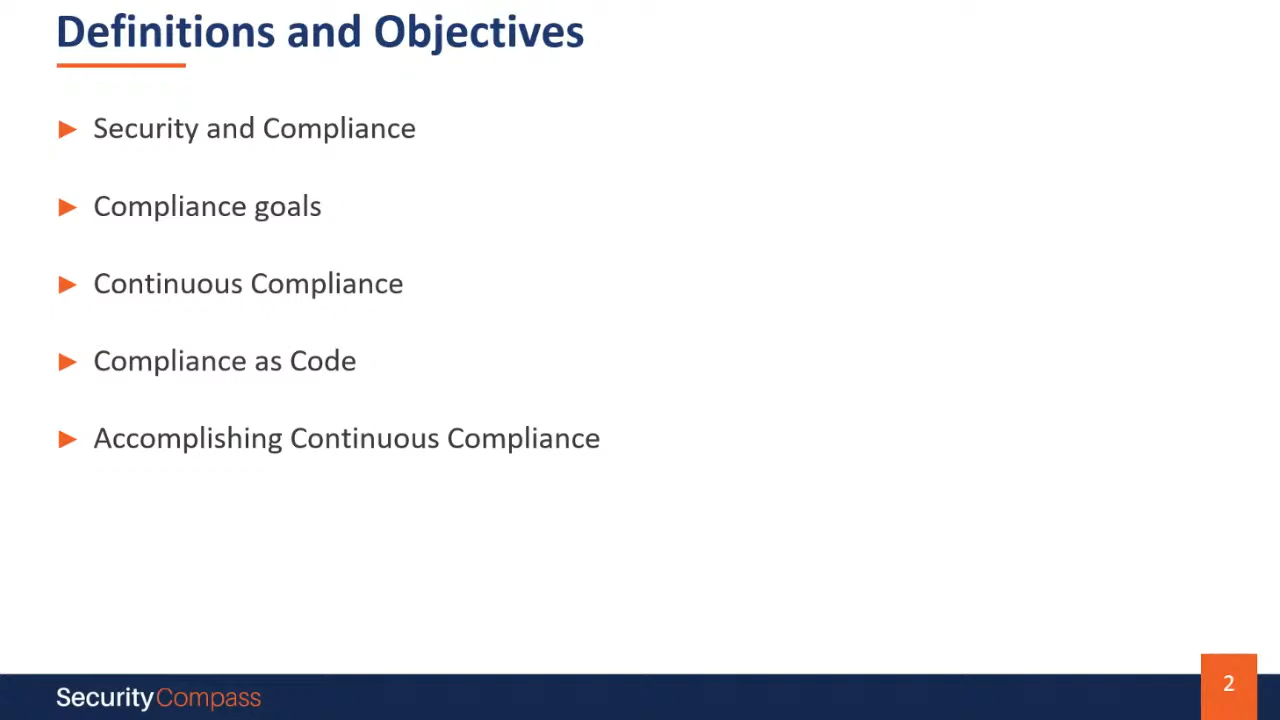 Definitions and Objectives
► Security and Compliance
► Compliance goals
► Continuous Compliance
► Compliance as Code
► Accomplishing Continuous Compliance
SecurityCompass
2